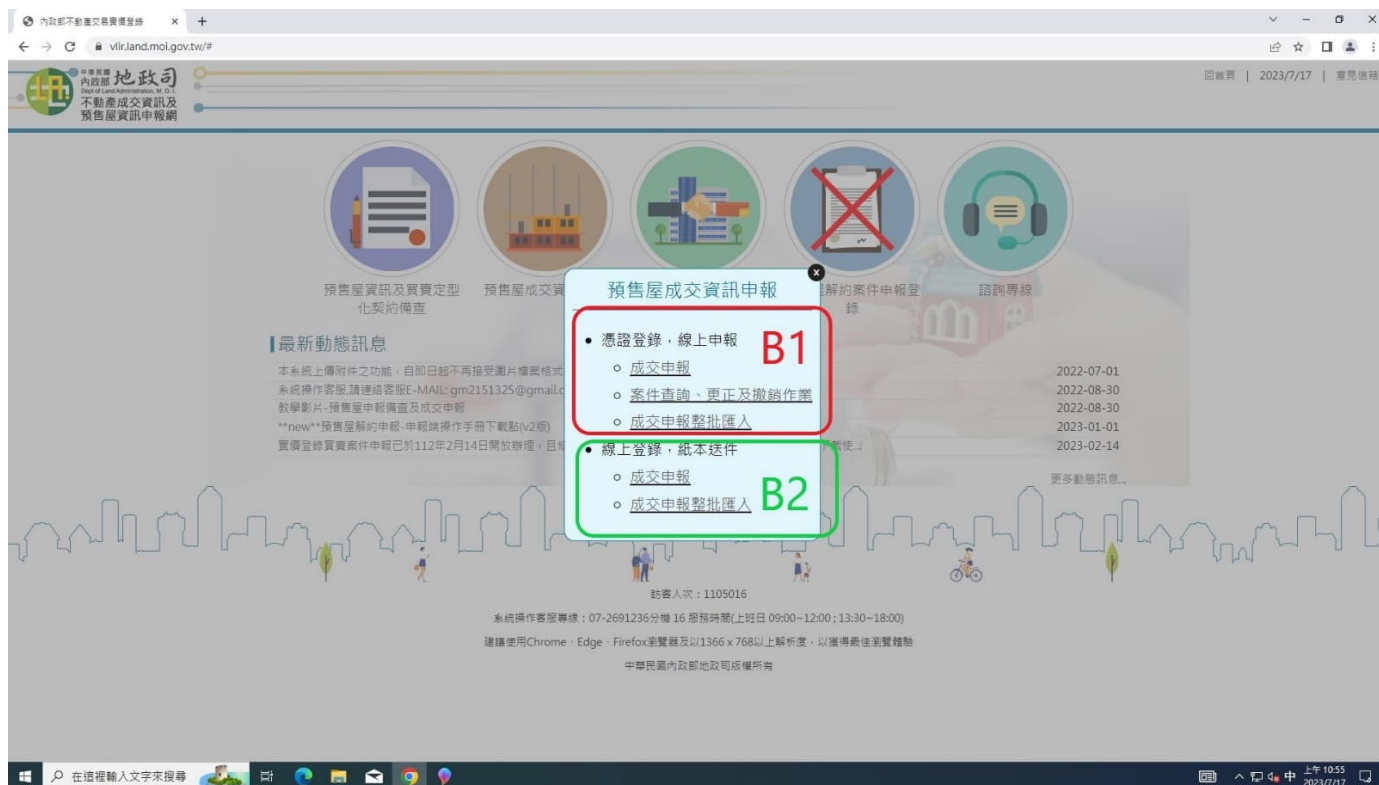 內政部不動產交易實價登錄
vlir.land.moi.gov.tw/#
中華民國
內政部 地政司
Dept of Land Administration, M. O. I.
不動產成交資訊及
預售屋資訊申報網
回首頁 | 2023/7/17 | 意見信箱
預售屋資訊及買賣定型
化契約備查
預售屋成交資
解約案件申報登
錄
諮詢專線
預售屋成交資訊申報
• 憑證登錄,線上申報
B1
成交申報
案件查詢、更正及撤銷作業
成交申報整批匯入
• 線上登錄,紙本送件
成交申報
B2
成交申報整批匯入
最新動態訊息
本系統上傳附件之功能,自即日起不再接受圖片檔案格式
2022-07-01
系統操作客服,請連絡客服E-MAIL: gm2151325@gmail.c
2022-08-30
教學影片-預售屋申報備查及成交申報
2022-08-30
**new**預售屋解約申報-申報端操作手冊下載點(v2版)
2023-01-01
實價登錄買賣案件申報已於112年2月14日開放辦理,且
2023-02-14
更多動態訊息...
訪客人次:1105016
系統操作客服專線:07-2691236分機 16 服務時間(上班日 09:00~12:00 ; 13:30~18:00)
建議使用Chrome、Edge、Firefox瀏覽器及以1366 x 768以上解析度,以獲得最佳瀏覽體驗
中華民國內政部地政司版權所有
在這裡輸入文字來搜尋
中
上午 10:55
2023/7/17